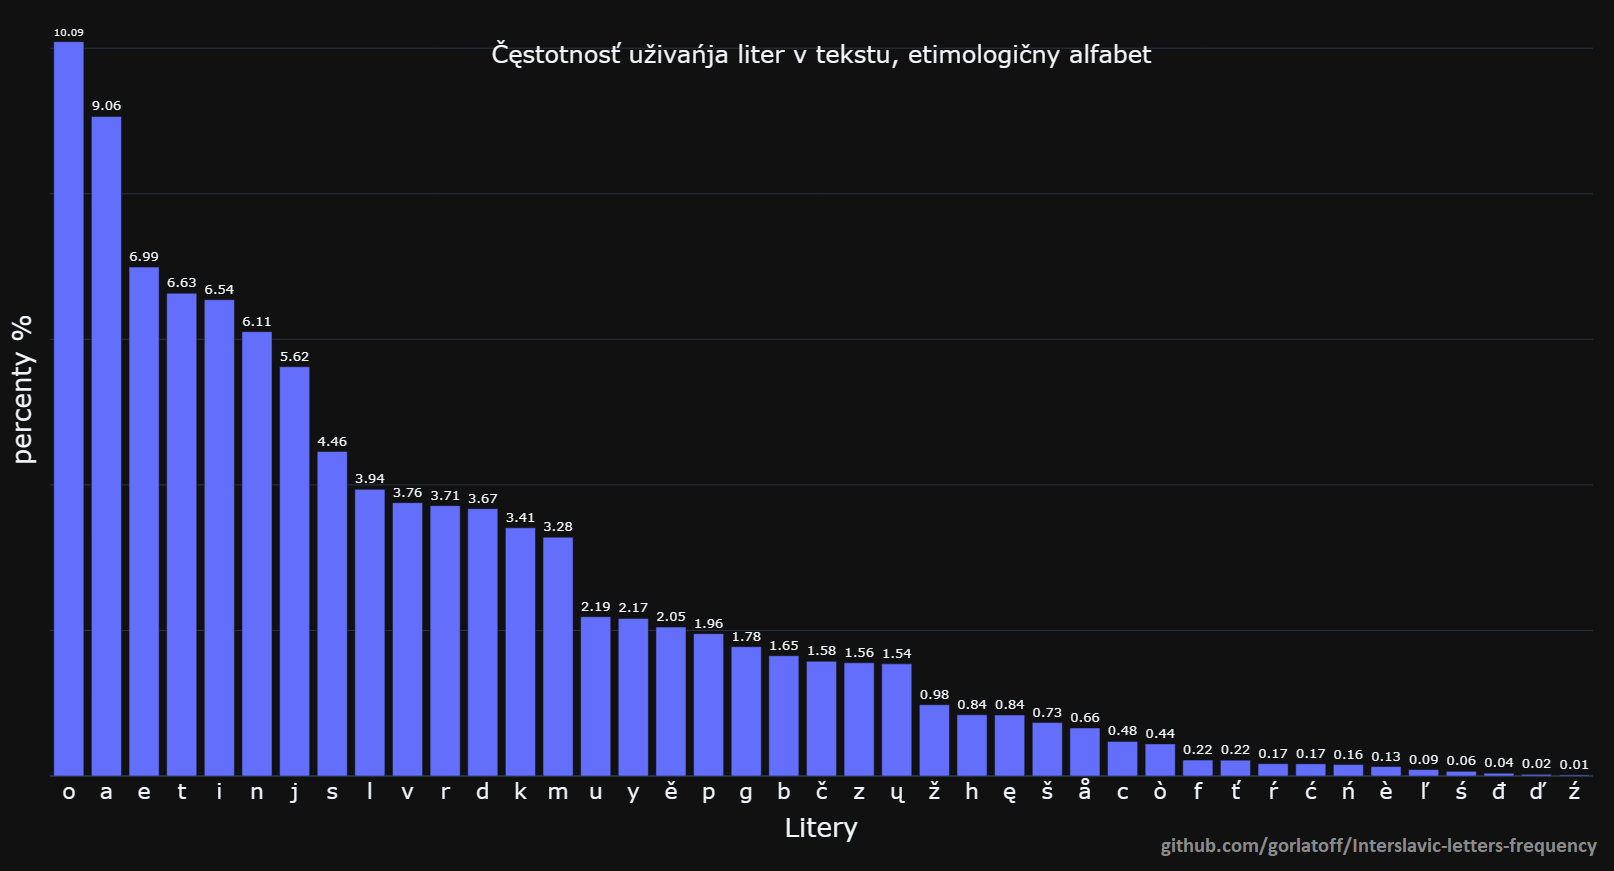 Čęstotnosť uživańja liter v tekstu, etimologičny alfabet
percenty %
10.09 9.06 6.99 6.63 6.54 6.11 5.62 4.46 3.94 3.76 3.71 3.67 3.41 3.28 2.19 2.17 2.05 1.96 1.78 1.65 1.58 1.56 1.54 0.98 0.84 0.84 0.73 0.66 0.48 0.44 0.22 0.22 0.17 0.17 0.16 0.13 0.09 0.06 0.04 0.02 0.01
o a e t i n j s l v r d k m u y ě p g b č z ų ž h ę š å c ò f ť ŕ ć ń è ľ ś đ ď ź
Litery
github.com/gorlatoff/Interslavic-letters-frequency